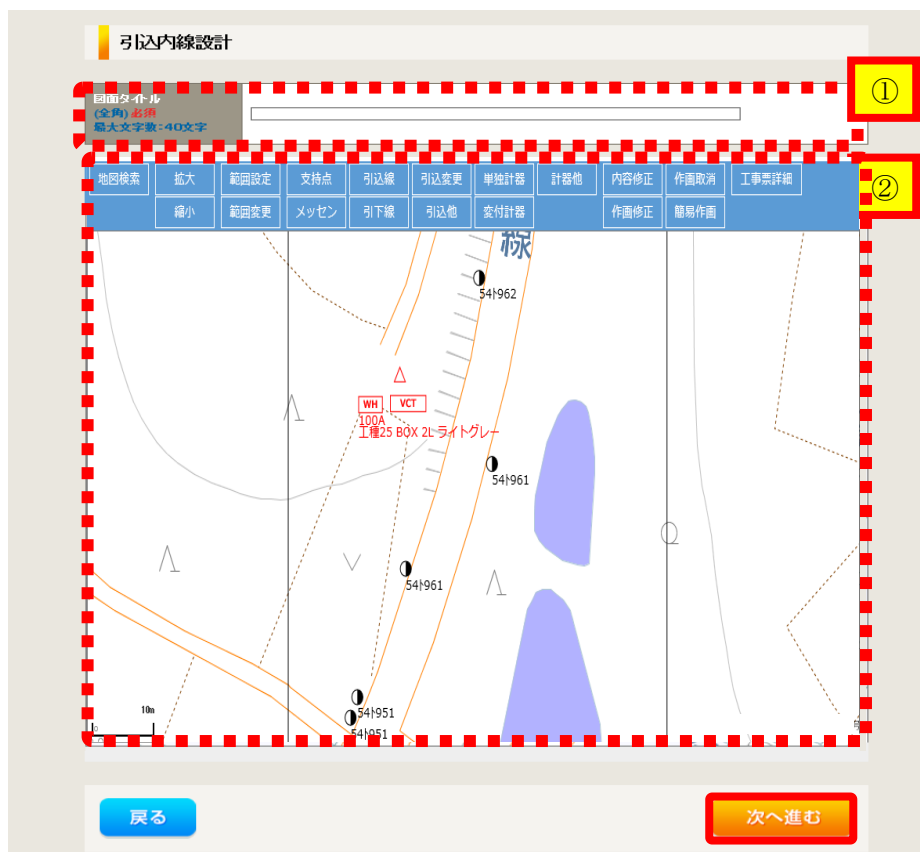 引込内線設計
①
図面タイトル
(全角)必須
最大文字数:40文字
②
地図検索 拡大 範囲設定 支持点 引込線 引込変更 単独計器 計器他 内容修正 作画取消 工事票詳細
縮小 範囲変更 メッセン 引下線 引込他 変付計器 作画修正 簡易作画
線
54ト962
WH VCT
100A
工種25 BOX 2L ライトグレー
54ト961
54ト961
54ト951
54ト951
10m
戻る 次へ進む